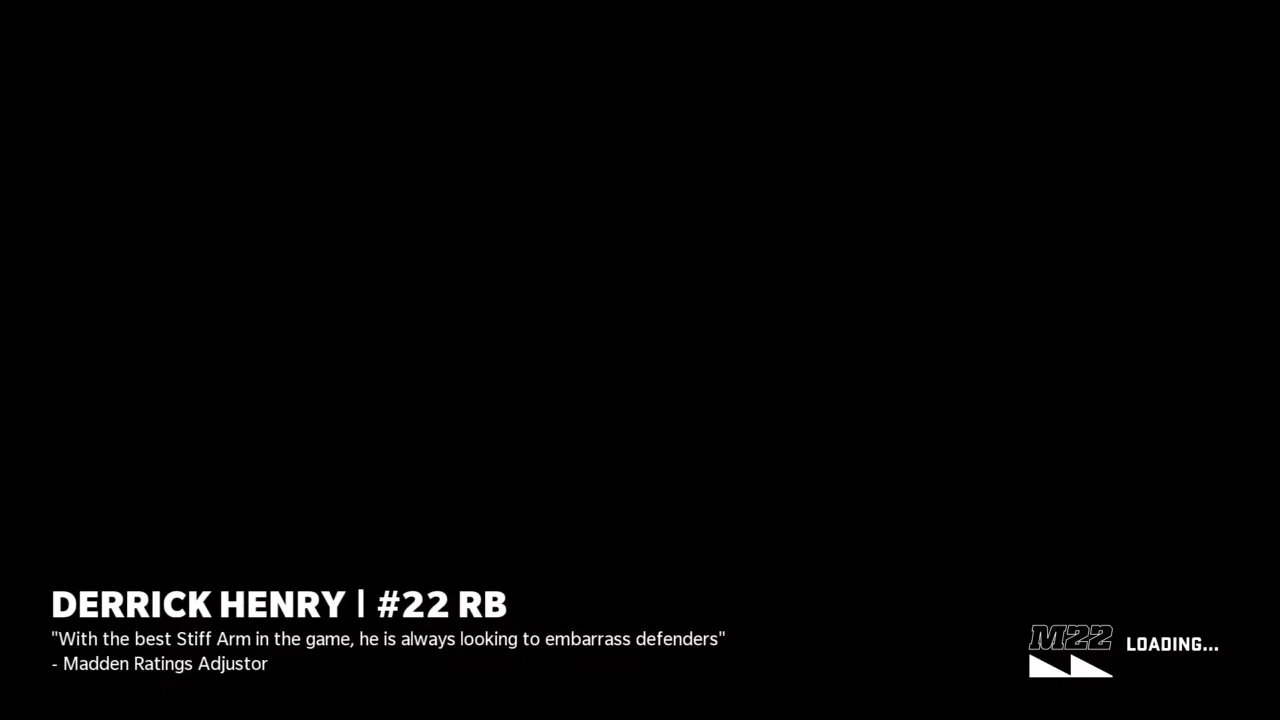 DERRICK HENRY | #22 RB
"With the best Stiff Arm in the game, he is always looking to embarrass defenders"
- Madden Ratings Adjustor
M22
LOADING...